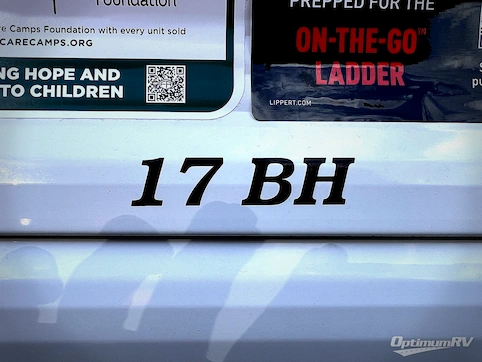 Foundation
Care Camps Foundation with every unit sold
CARECAMPS.ORG
HOPE AND
TO CHILDREN
PREPPED FOR THE
ON-THE-GO™
LADDER
LIPPERT.COM
17 BH
OptimumRV